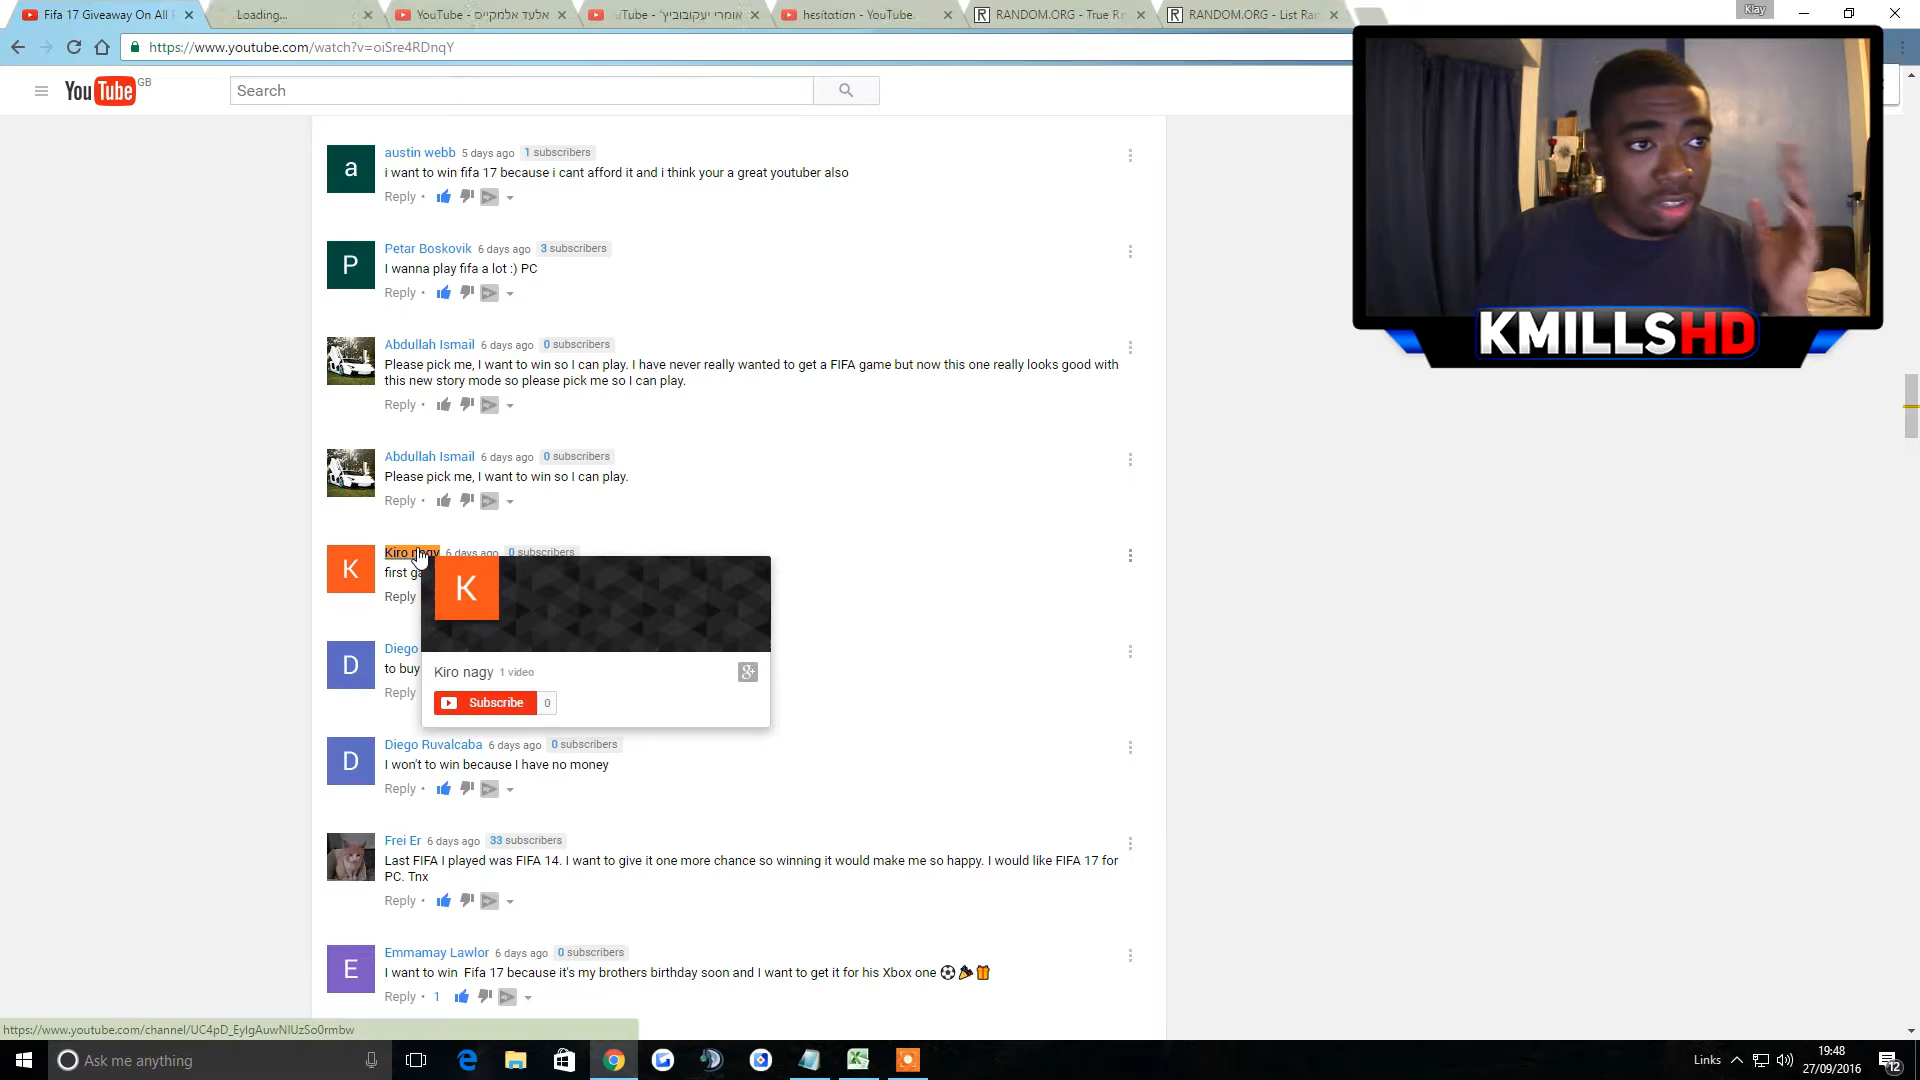 Fifa 17 Giveaway On All
Loading...
YouTube - אלעד אלמקייס
uTube - 'אומרי יעקובוביץ
hesitation - YouTube
RANDOM.ORG - True Ra
RANDOM.ORG - List Ran
Klay
https://www.youtube.com/watch?v=oiSre4RDnqY
YouTube GB
Search
austin webb 5 days ago 1 subscribers
i want to win fifa 17 because i cant afford it and i think your a great youtuber also
Reply •
Petar Boskovik 6 days ago 3 subscribers
I wanna play fifa a lot :) PC
Reply •
Abdullah Ismail 6 days ago 0 subscribers
Please pick me, I want to win so I can play. I have never really wanted to get a FIFA game but now this one really looks good with
this new story mode so please pick me so I can play.
Reply •
Abdullah Ismail 6 days ago 0 subscribers
Please pick me, I want to win so I can play.
Reply •
Kiro nagy 6 days ago 0 subscribers
first
Reply
Kiro nagy 1 video
Subscribe 0
Diego
to buy
Reply
Diego Ruvalcaba 6 days ago 0 subscribers
I won't to win because I have no money
Reply •
Frei Er 6 days ago 33 subscribers
Last FIFA I played was FIFA 14. I want to give it one more chance so winning it would make me so happy. I would like FIFA 17 for
PC. Tnx
Reply •
Emmamay Lawlor 6 days ago 0 subscribers
I want to win Fifa 17 because it's my brothers birthday soon and I want to get it for his Xbox one ⚽🎉🎁
Reply • 1
KMILLSHD
a
P
K
K
D
D
E
Ask me anything
Links
19:48
27/09/2016
12